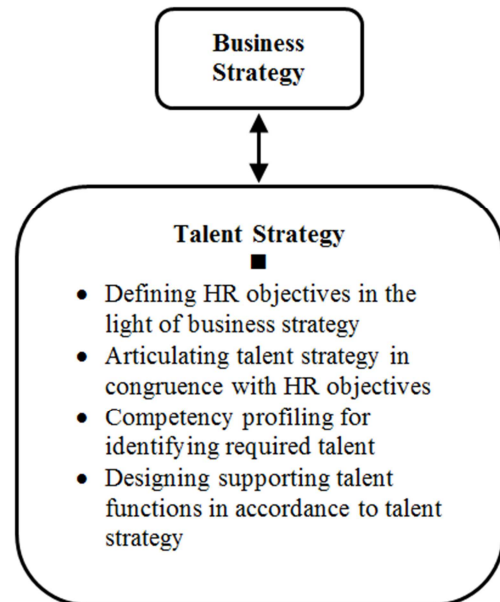 Business
Strategy
Talent Strategy
■
• Defining HR objectives in the
light of business strategy
• Articulating talent strategy in
congruence with HR objectives
• Competency profiling for
identifying required talent
• Designing supporting talent
functions in accordance to talent
strategy